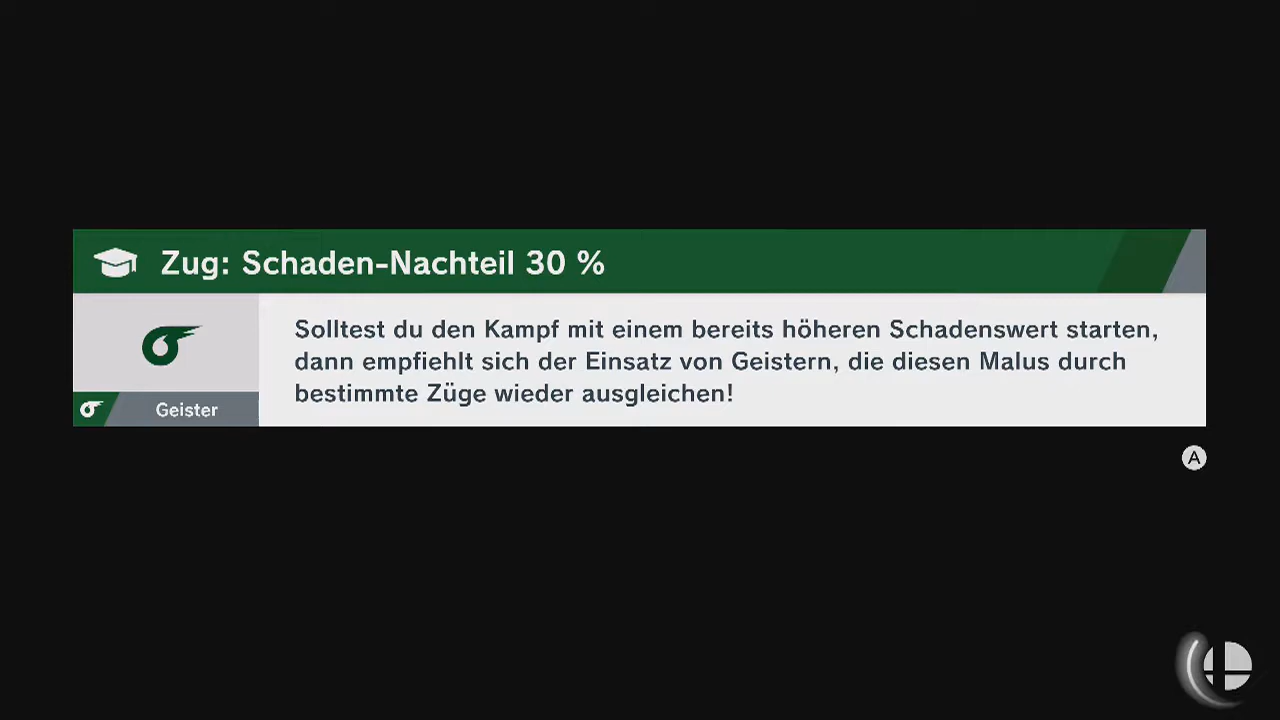 Zug: Schaden-Nachteil 30 %
Solltest du den Kampf mit einem bereits höheren Schadenswert starten,
dann empfiehlt sich der Einsatz von Geistern, die diesen Malus durch
bestimmte Züge wieder ausgleichen!
Geister
A